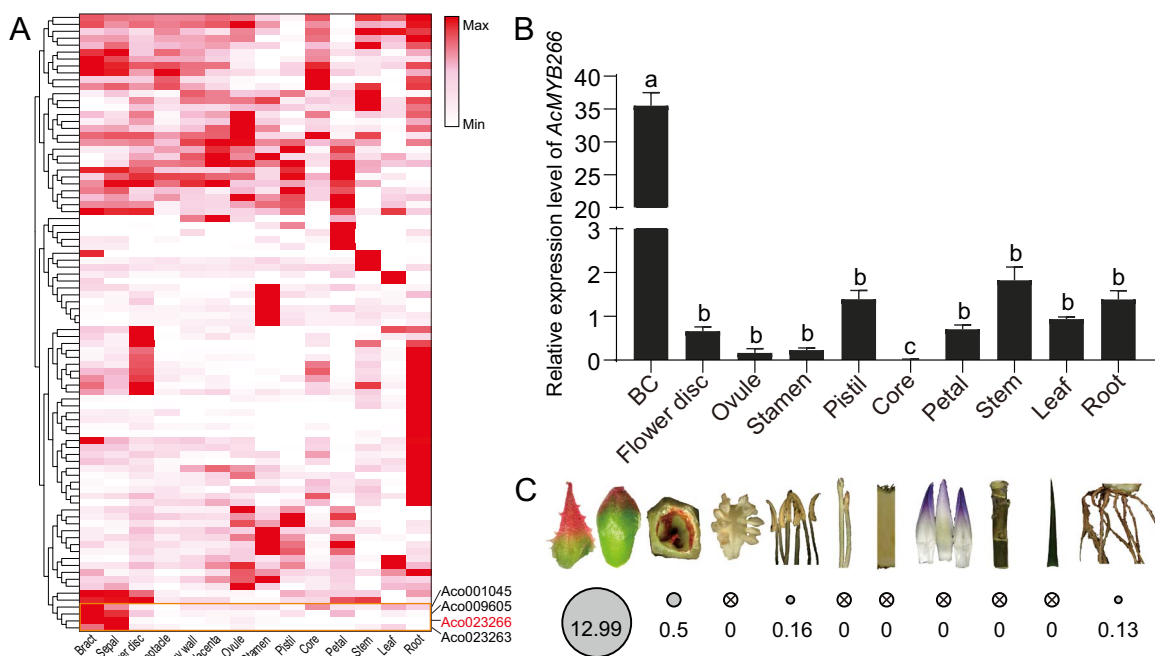 A
Max
Min
Aco001045
Aco009605
Aco023266
Aco023263
Bract
Sepal
Ovule
Stamen
Pistil
Core
Petal
Stem
Leaf
Root
B
Relative expression level of AcMYB266
40
35
30
25
20
3
2
1
0
a
b
b
b
b
c
b
b
b
b
BC
Flower disc
Ovule
Stamen
Pistil
Core
Petal
Stem
Leaf
Root
C
12.99
0.5
0
0.16
0
0
0
0
0
0.13